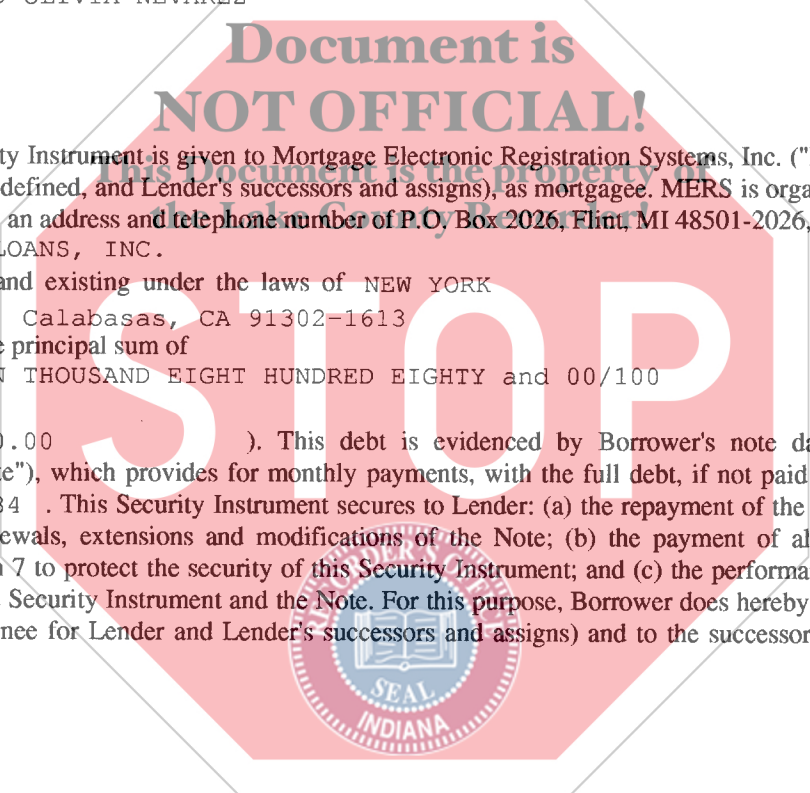 OLIVIA NEVAREZ
Document is
NOT OFFICIAL!
ty Instrument is given to Mortgage Electronic Registration Systems, Inc. ("
This Document is the property of
defined, and Lender's successors and assigns), as mortgagee. MERS is orga
the Lake County Recorder!
an address and telephone number of P.O. Box 2026, Flint, MI 48501-2026,
LOANS, INC.
and existing under the laws of NEW YORK
Calabasas, CA 91302-1613
e principal sum of
N THOUSAND EIGHT HUNDRED EIGHTY and 00/100
STOP
0.00 ). This debt is evidenced by Borrower's note da
te"), which provides for monthly payments, with the full debt, if not paid
34 . This Security Instrument secures to Lender: (a) the repayment of the
ewals, extensions and modifications of the Note; (b) the payment of al
n 7 to protect the security of this Security Instrument; and (c) the performa
Security Instrument and the Note. For this purpose, Borrower does hereby
nee for Lender and Lender's successors and assigns) and to the successor
RECORDER'S OFFICE
SEAL
INDIANA